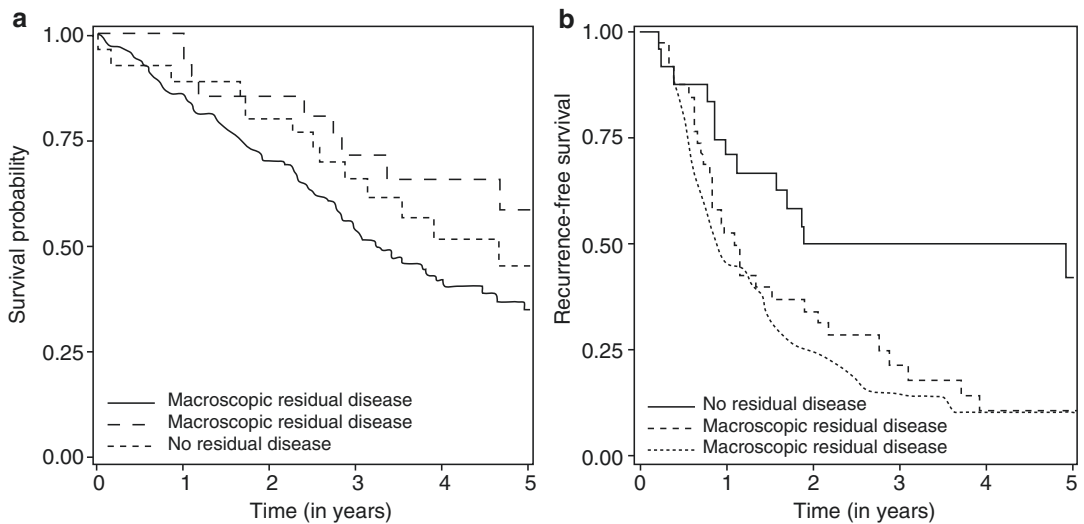 a
Survival probability
1.00
0.75
0.50
0.25
0.00
Macroscopic residual disease
Macroscopic residual disease
No residual disease
0 1 2 3 4 5
Time (in years)
b
Recurrence-free survival
1.00
0.75
0.50
0.25
0.00
No residual disease
Macroscopic residual disease
Macroscopic residual disease
0 1 2 3 4 5
Time (in years)